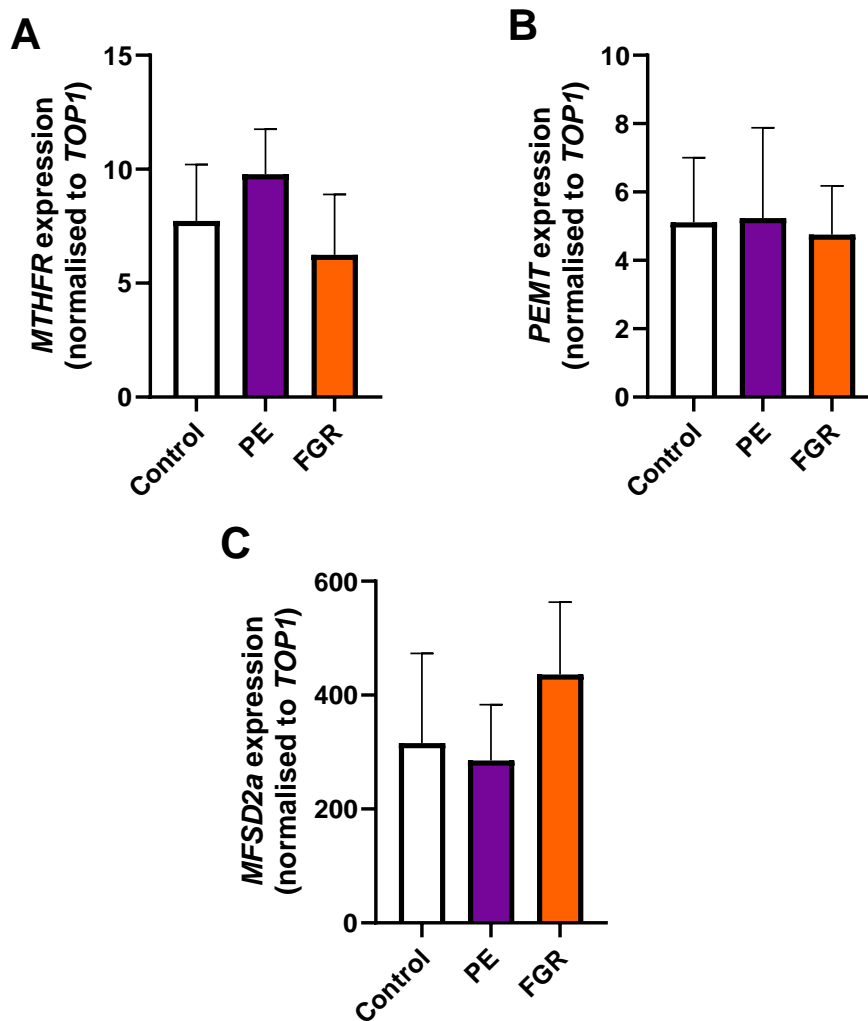 A
MTHFR expression
(normalised to TOP1)
15
10
5
0
Control
PE
FGR
B
PEMT expression
(normalised to TOP1)
10
8
6
4
2
0
Control
PE
FGR
C
MFSD2a expression
(normalised to TOP1)
600
400
200
0
Control
PE
FGR